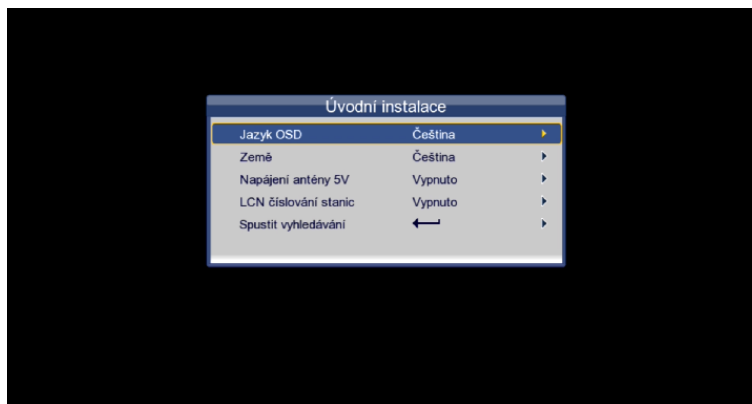 Úvodní instalace
Jazyk OSD Čeština
Země Čeština
Napájení antény 5V Vypnuto
LCN číslování stanic Vypnuto
Spustit vyhledávání